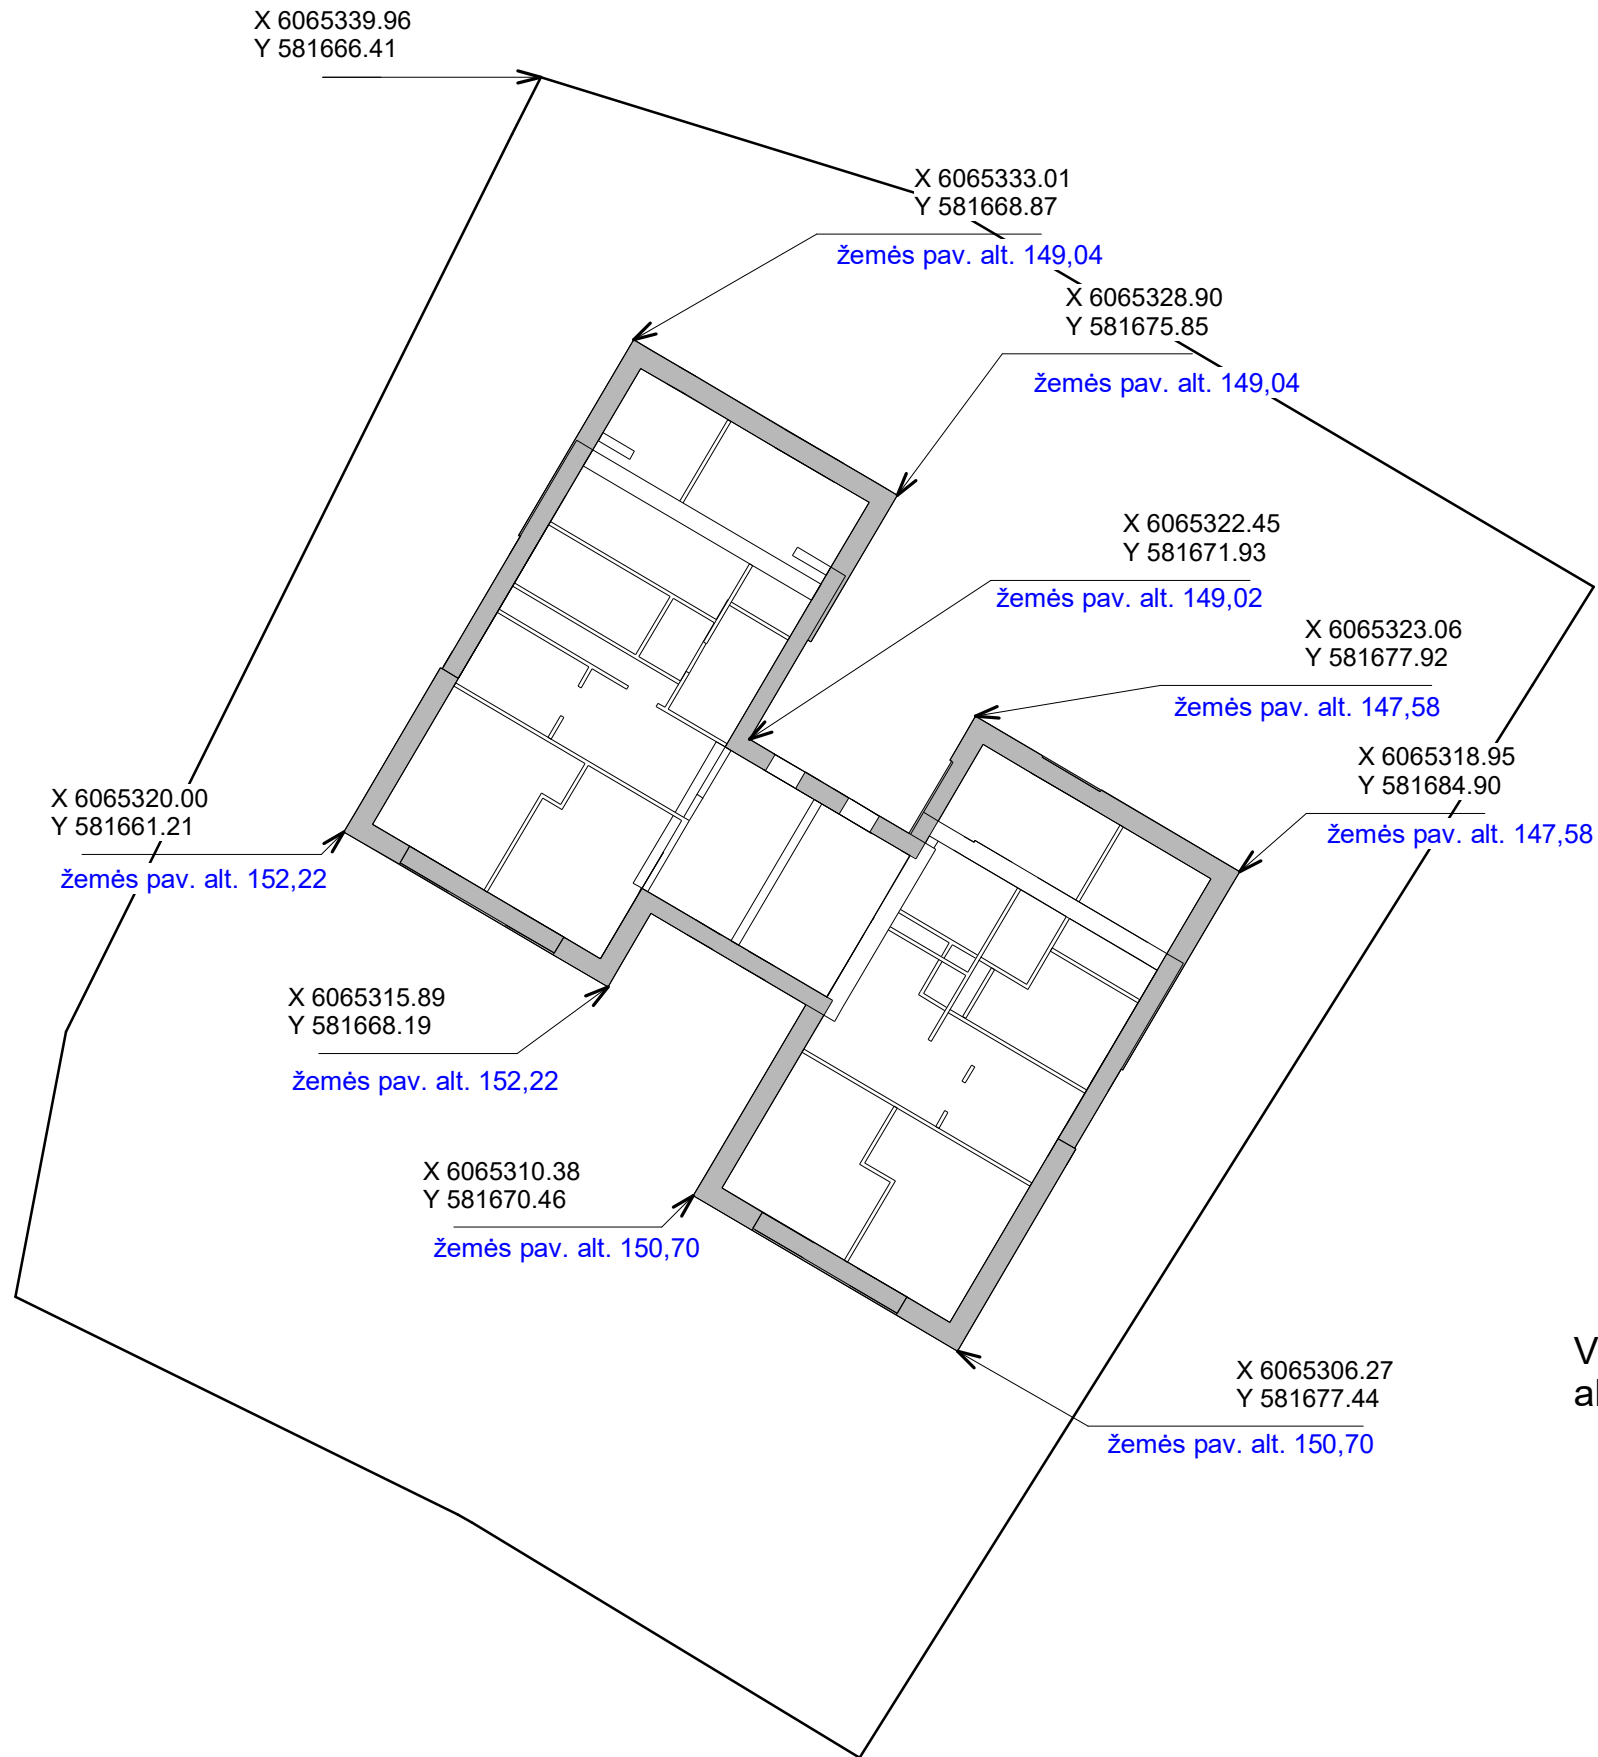 X 6065339.96
Y 581666.41
X 6065333.01
Y 581668.87
žemės pav. alt. 149,04
X 6065328.90
Y 581675.85
žemės pav. alt. 149,04
X 6065322.45
Y 581671.93
žemės pav. alt. 149,02
X 6065323.06
Y 581677.92
žemės pav. alt. 147,58
X 6065318.95
Y 581684.90
žemės pav. alt. 147,58
X 6065320.00
Y 581661.21
žemės pav. alt. 152,22
X 6065315.89
Y 581668.19
žemės pav. alt. 152,22
X 6065310.38
Y 581670.46
žemės pav. alt. 150,70
X 6065306.27
Y 581677.44
žemės pav. alt. 150,70